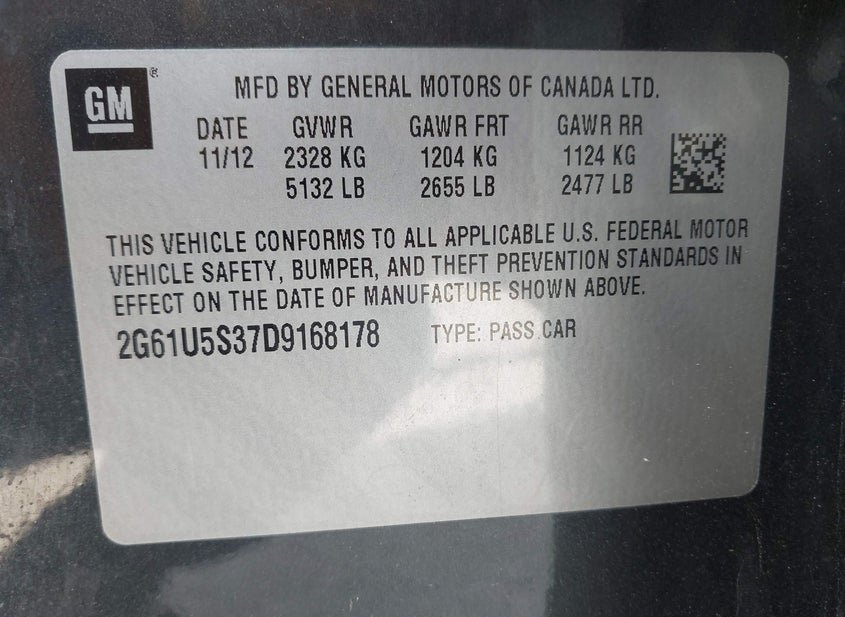 GM®
MFD BY GENERAL MOTORS OF CANADA LTD.
DATE GVWR GAWR FRT GAWR RR
11/12 2328 KG 1204 KG 1124 KG
5132 LB 2655 LB 2477 LB
THIS VEHICLE CONFORMS TO ALL APPLICABLE U.S. FEDERAL MOTOR
VEHICLE SAFETY, BUMPER, AND THEFT PREVENTION STANDARDS IN
EFFECT ON THE DATE OF MANUFACTURE SHOWN ABOVE.
2G61U5S37D9168178 TYPE: PASS CAR